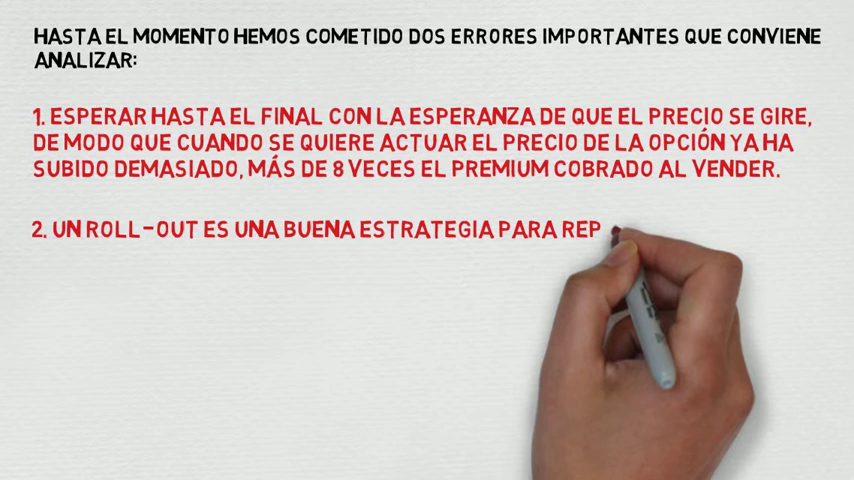 HASTA EL MOMENTO HEMOS COMETIDO DOS ERRORES IMPORTANTES QUE CONVIENE
ANALIZAR:
1. ESPERAR HASTA EL FINAL CON LA ESPERANZA DE QUE EL PRECIO SE GIRE,
DE MODO QUE CUANDO SE QUIERE ACTUAR EL PRECIO DE LA OPCIÓN YA HA
SUBIDO DEMASIADO, MÁS DE 8 VECES EL PREMIUM COBRADO AL VENDER.
2. UN ROLL-OUT ES UNA BUENA ESTRATEGIA PARA REP